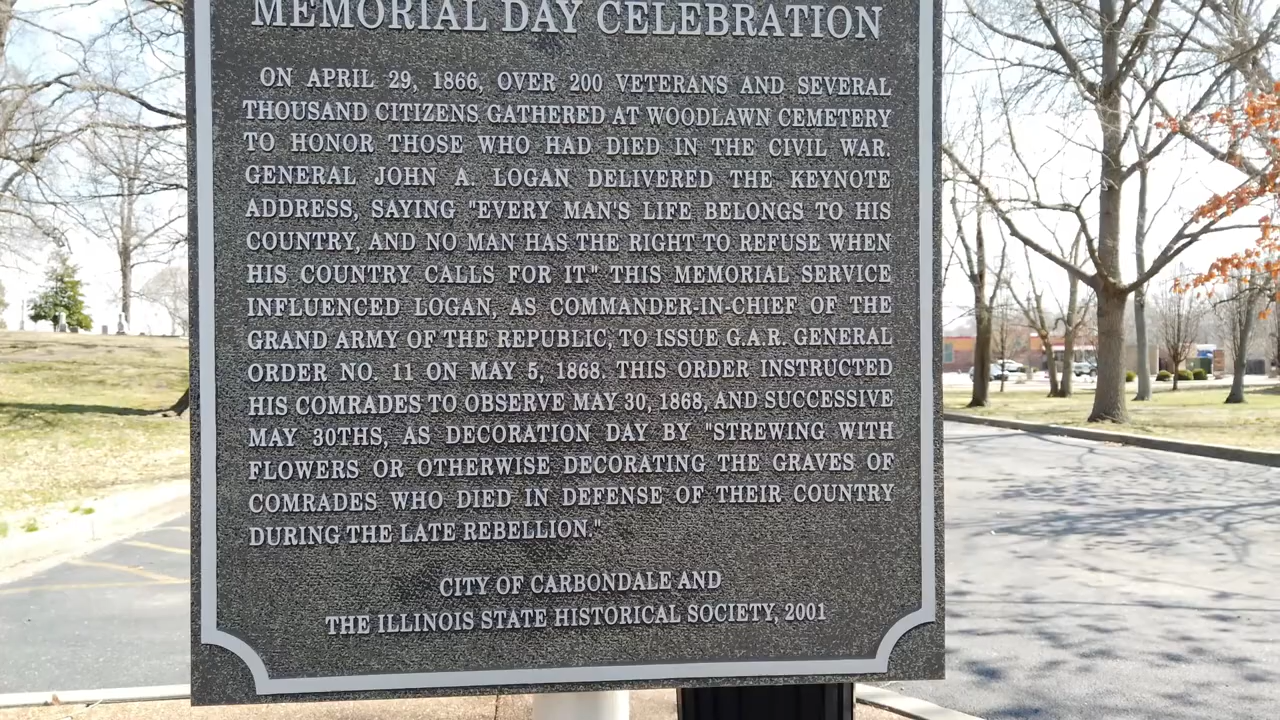 MEMORIAL DAY CELEBRATION
ON APRIL 29, 1866, OVER 200 VETERANS AND SEVERAL
THOUSAND CITIZENS GATHERED AT WOODLAWN CEMETERY
TO HONOR THOSE WHO HAD DIED IN THE CIVIL WAR.
GENERAL JOHN A. LOGAN DELIVERED THE KEYNOTE
ADDRESS, SAYING "EVERY MAN'S LIFE BELONGS TO HIS
COUNTRY, AND NO MAN HAS THE RIGHT TO REFUSE WHEN
HIS COUNTRY CALLS FOR IT." THIS MEMORIAL SERVICE
INFLUENCED LOGAN, AS COMMANDER-IN-CHIEF OF THE
GRAND ARMY OF THE REPUBLIC, TO ISSUE G.A.R. GENERAL
ORDER NO. 11 ON MAY 5, 1868. THIS ORDER INSTRUCTED
HIS COMRADES TO OBSERVE MAY 30, 1868, AND SUCCESSIVE
MAY 30THS, AS DECORATION DAY BY "STREWING WITH
FLOWERS OR OTHERWISE DECORATING THE GRAVES OF
COMRADES WHO DIED IN DEFENSE OF THEIR COUNTRY
DURING THE LATE REBELLION."
CITY OF CARBONDALE AND
THE ILLINOIS STATE HISTORICAL SOCIETY, 2001